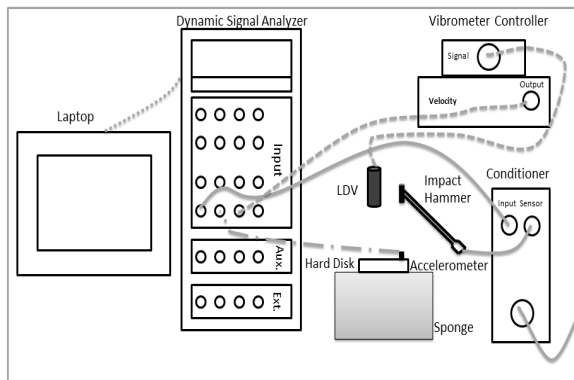 Dynamic Signal Analyzer
Vibrometer Controller
Signal
Output
Velocity
Laptop
Input
LDV
Impact
Hammer
Conditioner
Input Sensor
Hard Disk
Accelerometer
Aux.
Ext.
Sponge